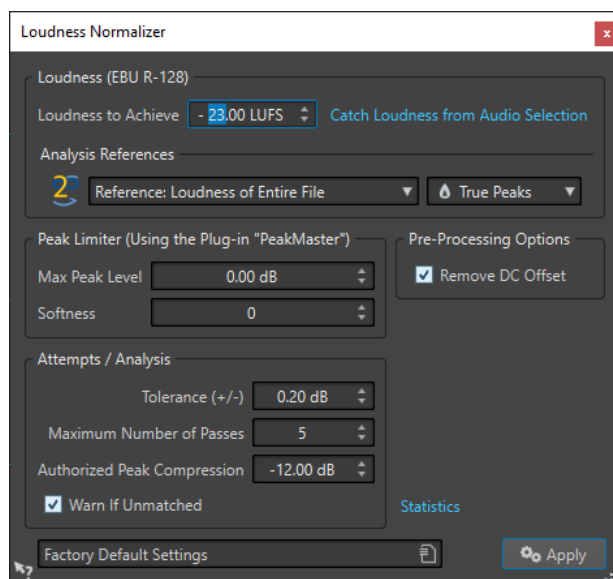 Loudness Normalizer
x
Loudness (EBU R-128)
Loudness to Achieve - 23.00 LUFS Catch Loudness from Audio Selection
Analysis References
2 Reference: Loudness of Entire File True Peaks
Peak Limiter (Using the Plug-in "PeakMaster") Pre-Processing Options
Max Peak Level 0.00 dB Remove DC Offset
Softness 0
Attempts / Analysis
Tolerance (+/-) 0.20 dB
Maximum Number of Passes 5
Authorized Peak Compression -12.00 dB
Warn If Unmatched Statistics
Factory Default Settings Apply
?